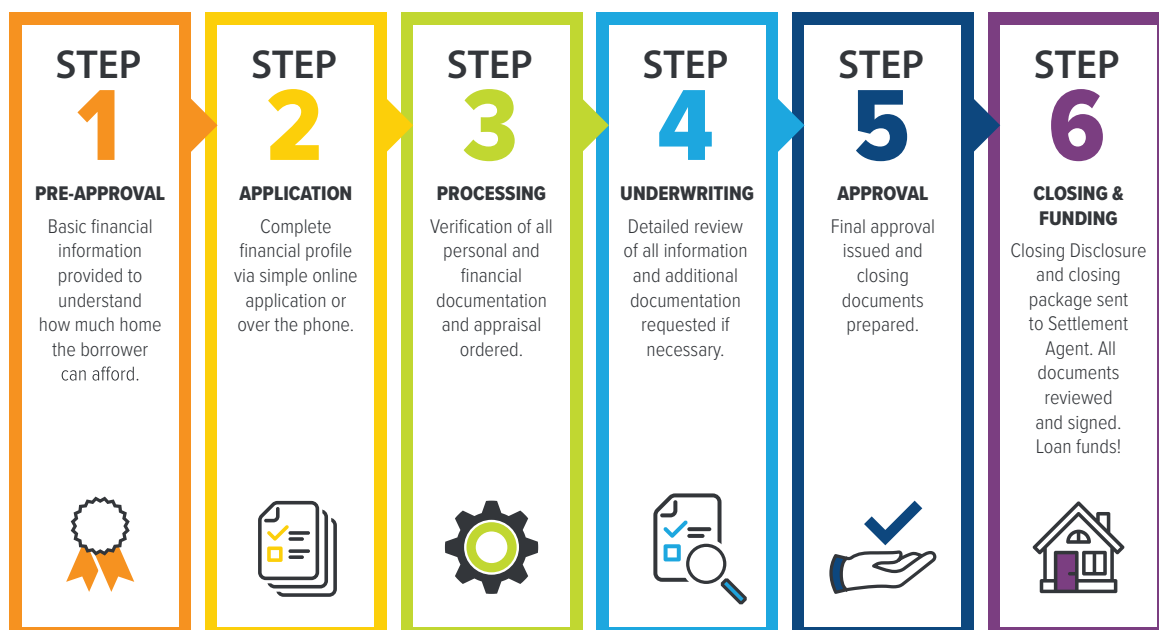 STEP
1
PRE-APPROVAL
Basic financial
information
provided to
understand
how much home
the borrower
can afford.
STEP
2
APPLICATION
Complete
financial profile
via simple online
application or
over the phone.
STEP
3
PROCESSING
Verification of all
personal and
financial
documentation
and appraisal
ordered.
STEP
4
UNDERWRITING
Detailed review
of all information
and additional
documentation
requested if
necessary.
STEP
5
APPROVAL
Final approval
issued and
closing
documents
prepared.
STEP
6
CLOSING &
FUNDING
Closing Disclosure
and closing
package sent
to Settlement
Agent. All
documents
reviewed
and signed.
Loan funds!